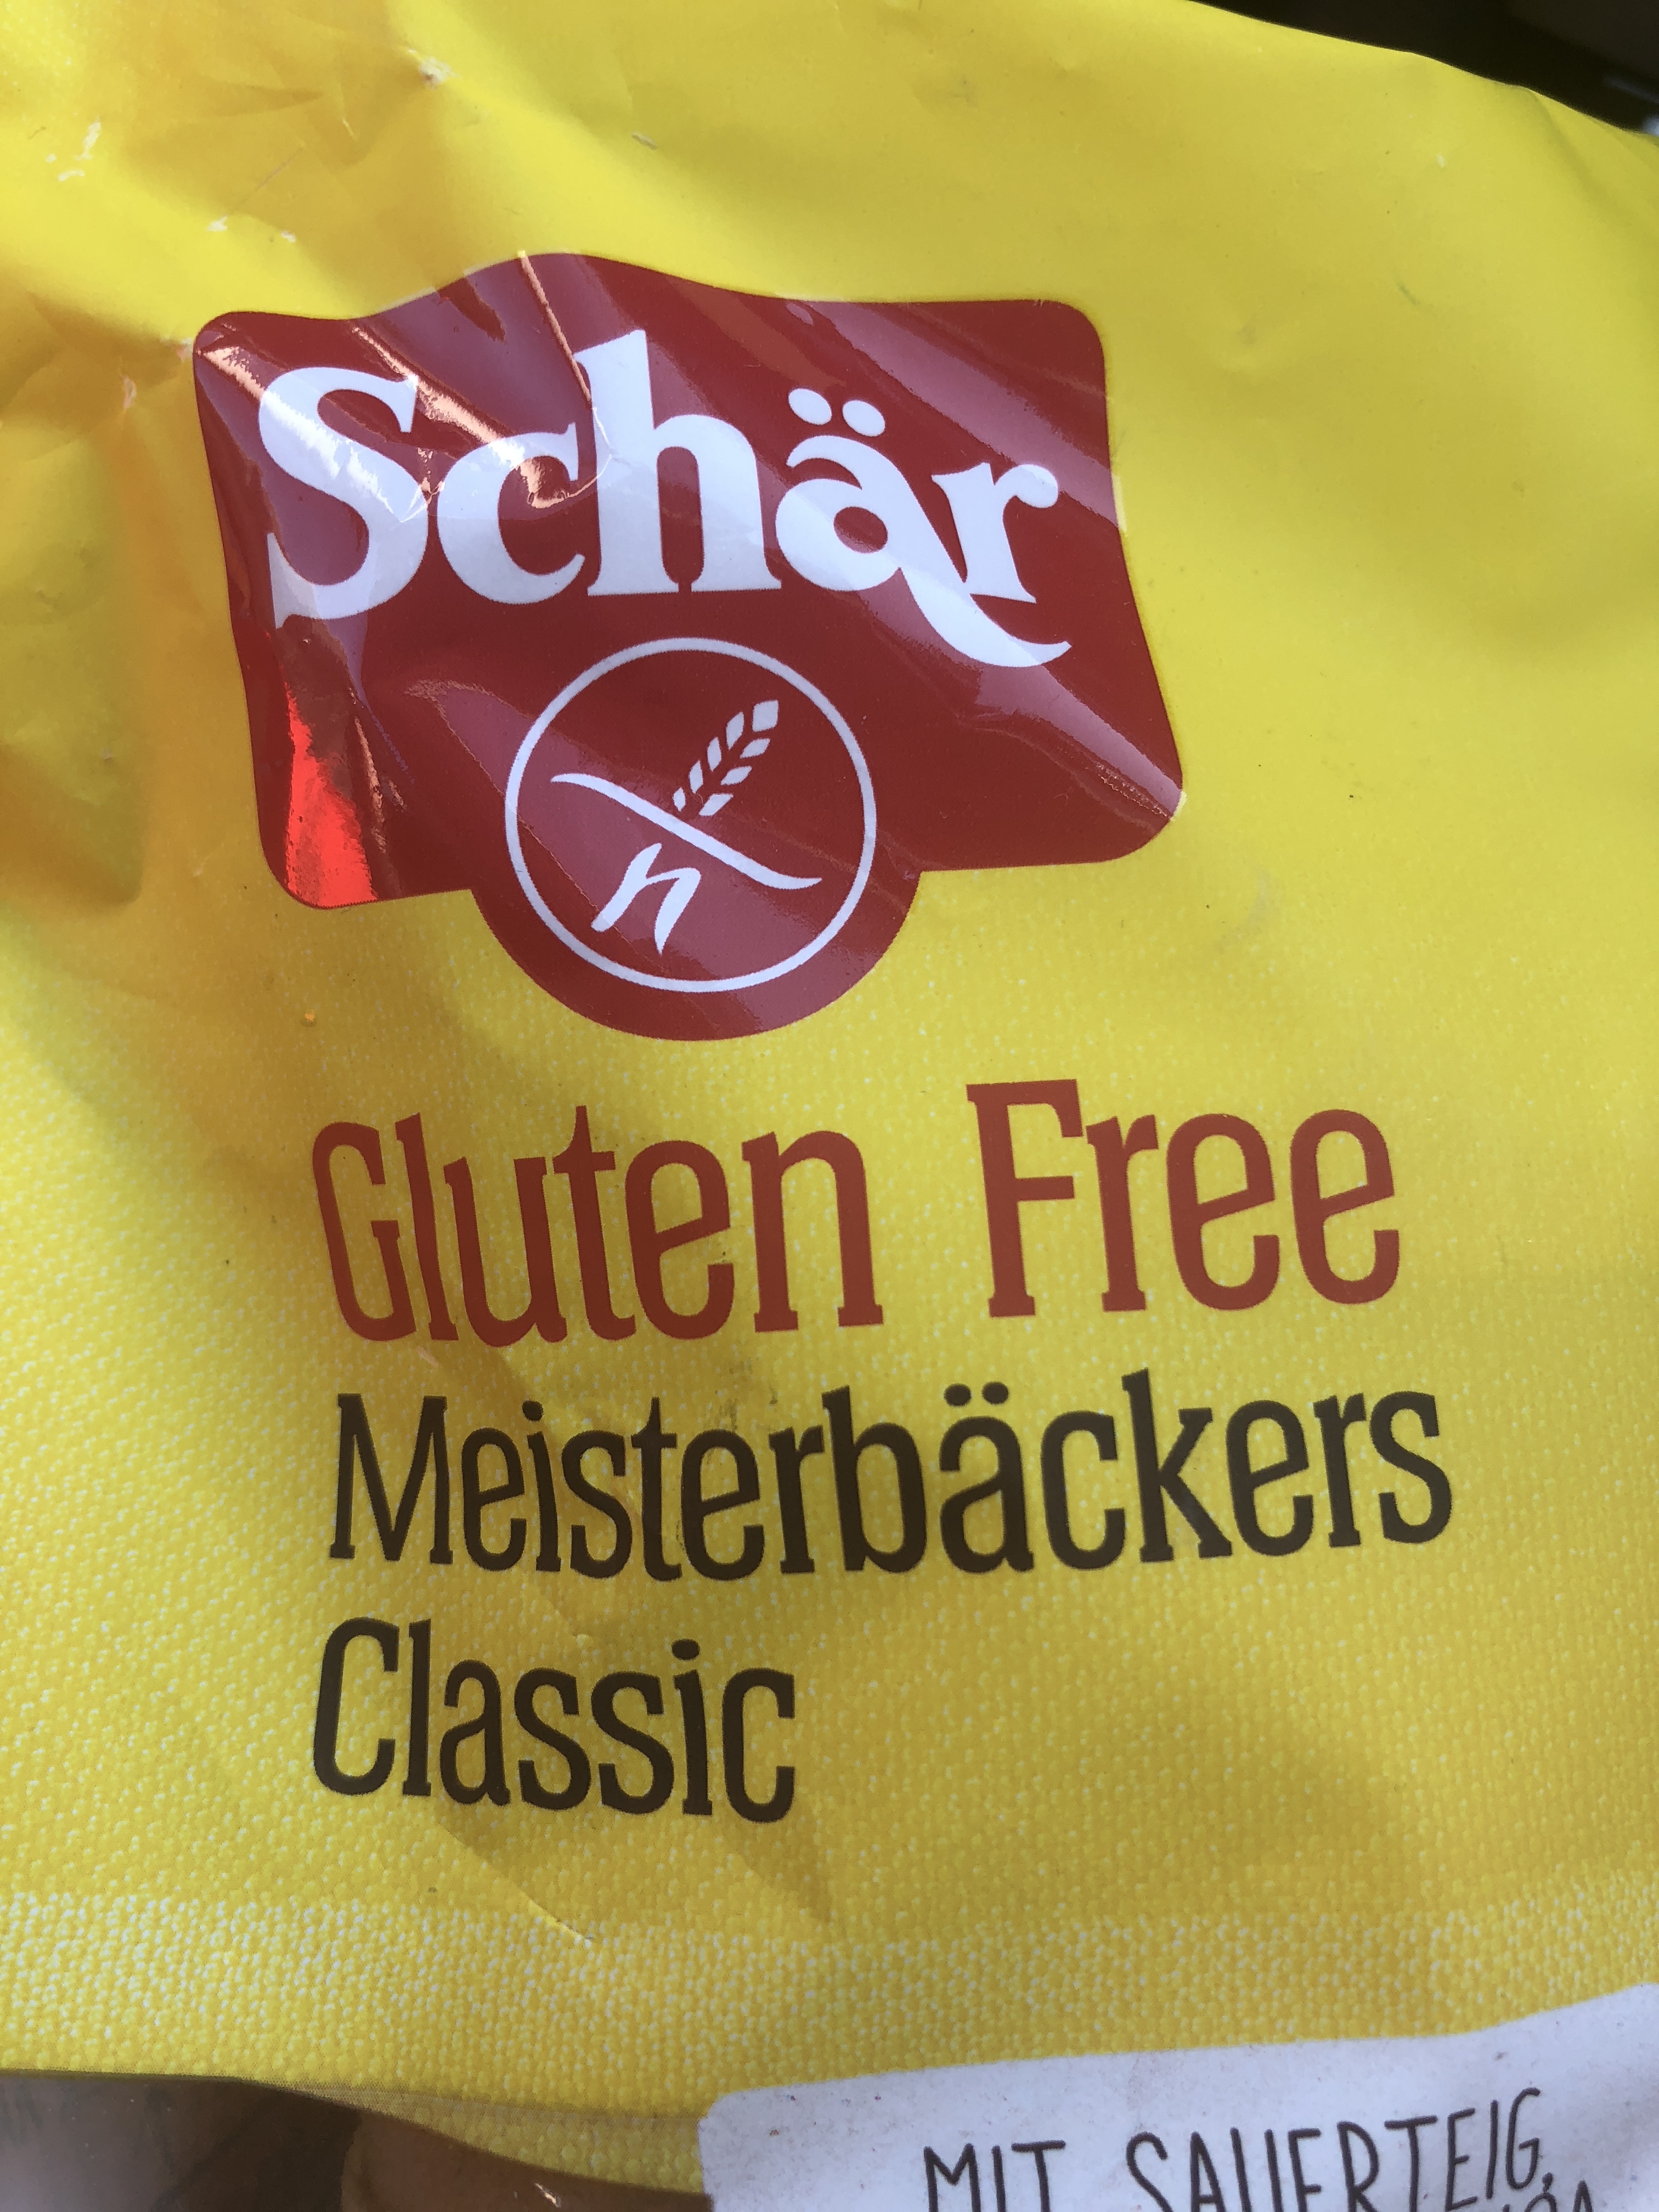 Schär
Gluten Free
Meisterbäckers
Classic
MIT SAUERTEIG,